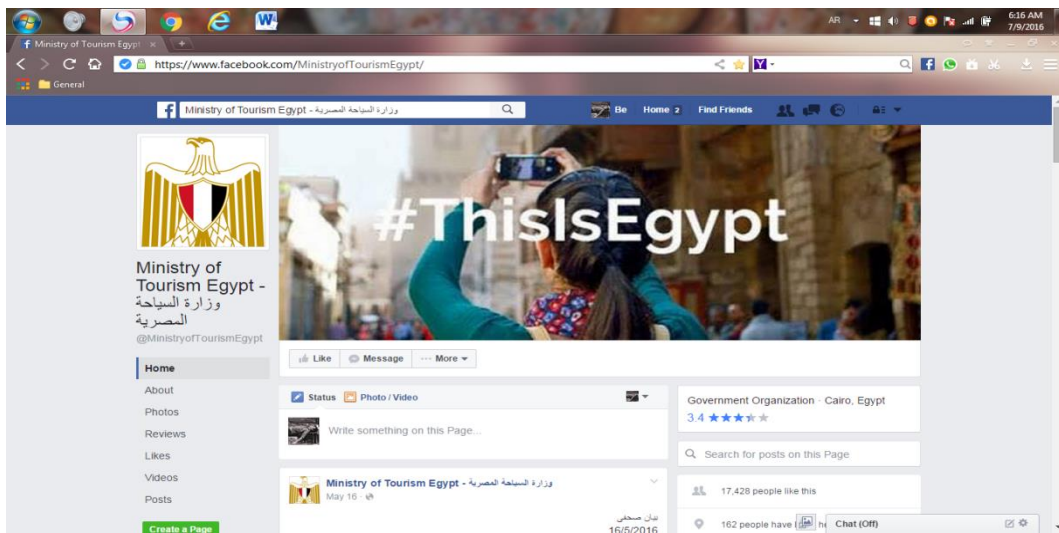 AR
6:16 AM
7/9/2016
Ministry of Tourism Egypt
https://www.facebook.com/MinistryofTourismEgypt/
General
Ministry of Tourism Egypt - وزارة السياحة المصرية
Be
Home 2
Find Friends
#ThisIsEgypt
Ministry of
Tourism Egypt -
وزارة السياحة
المصرية
@MinistryofTourismEgypt
Like
Message
More
Home
About
Photos
Reviews
Likes
Videos
Posts
Create a Page
Status
Photo / Video
Write something on this Page...
Ministry of Tourism Egypt - وزارة السياحة المصرية
May 16
بيان صحفى
16/5/2016
Government Organization · Cairo, Egypt
3.4
Search for posts on this Page
17,428 people like this
162 people have
Chat (Off)